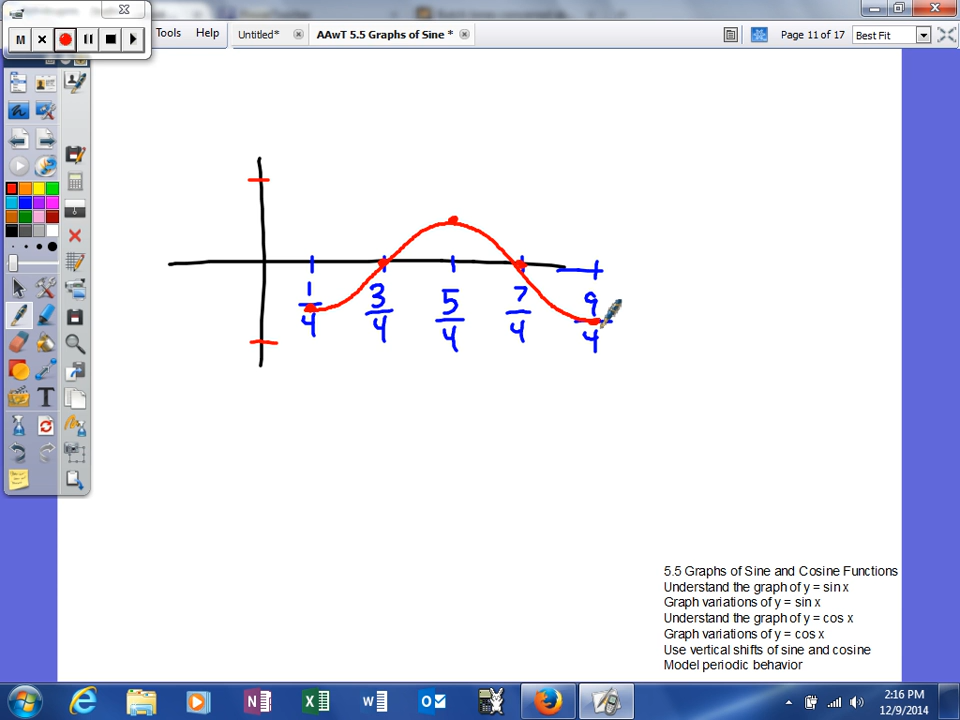 M
Tools Help Untitled* AAwT 5.5 Graphs of Sine * Page 11 of 17 Best Fit
1/4 3/4 5/4 7/4 9/4
5.5 Graphs of Sine and Cosine Functions
Understand the graph of y = sin x
Graph variations of y = sin x
Understand the graph of y = cos x
Graph variations of y = cos x
Use vertical shifts of sine and cosine
Model periodic behavior
2:16 PM
12/9/2014